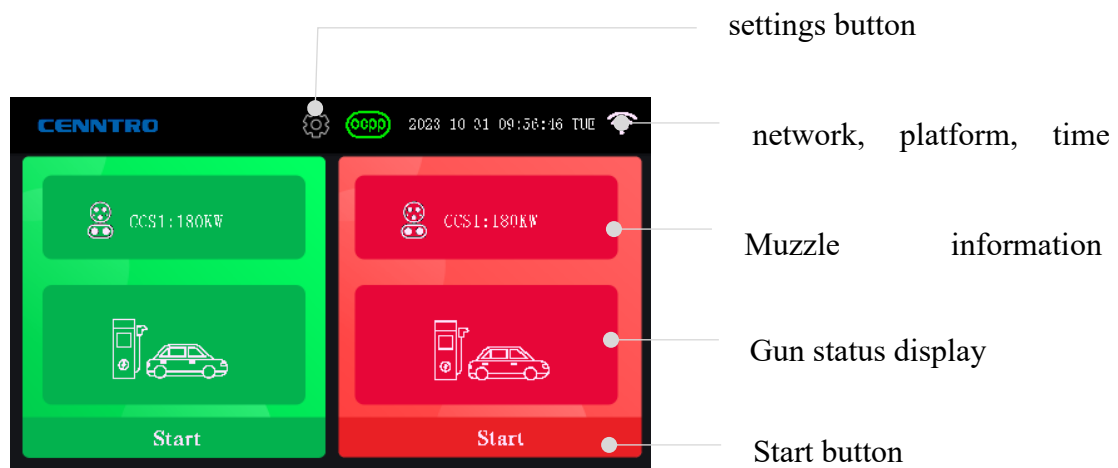 settings button
CENNTRO
ocpp 2023 10 31 09:56:46 TUE
network, platform, time
CCS1:180KW
CCS1:180KW
Muzzle information
Gun status display
Start
Start
Start button